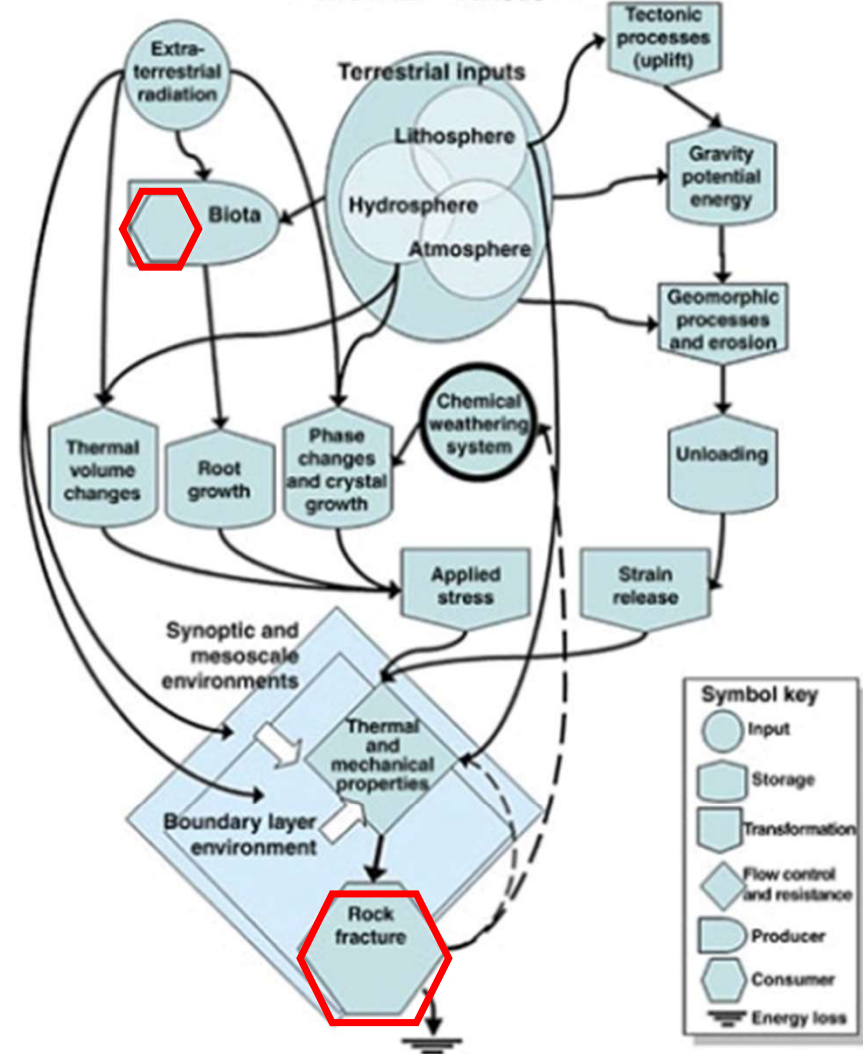 Extra-
terrestrial
radiation
Terrestrial inputs
Lithosphere
Hydrosphere
Atmosphere
Tectonic
processes
(uplift)
Gravity
potential
energy
Biota
Geomorphic
processes
and erosion
Chemical
weathering
system
Thermal
volume
changes
Root
growth
Phase
changes
and crystal
growth
Unloading
Applied
stress
Strain
release
Synoptic and
mesoscale
environments
Thermal
and
mechanical
properties
Boundary layer
environment
Rock
fracture
Symbol key
Input
Storage
Transformation
Flow control
and resistance
Producer
Consumer
Energy loss